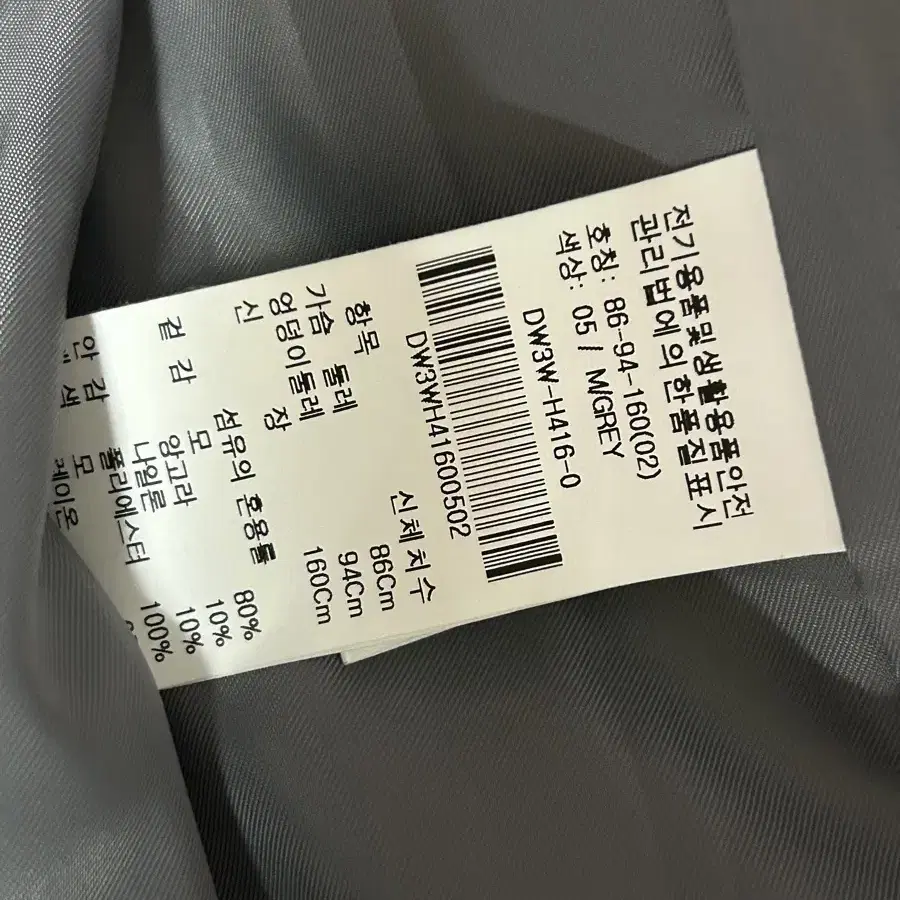 전기용품및생활용품안전
관리법에의한품질표시
호칭: 86-94-160(02)
색상: 05 / MGREY
DW3W-H416-0
DW3WH41600502
항목 신체치수
가슴 둘레 86Cm
엉덩이둘레 94Cm
신 장 160Cm
섬유의 혼용률
겉 감 모 80%
앙고라 10%
나일론 10%
안 감 폴리에스터 100%
모
레이온